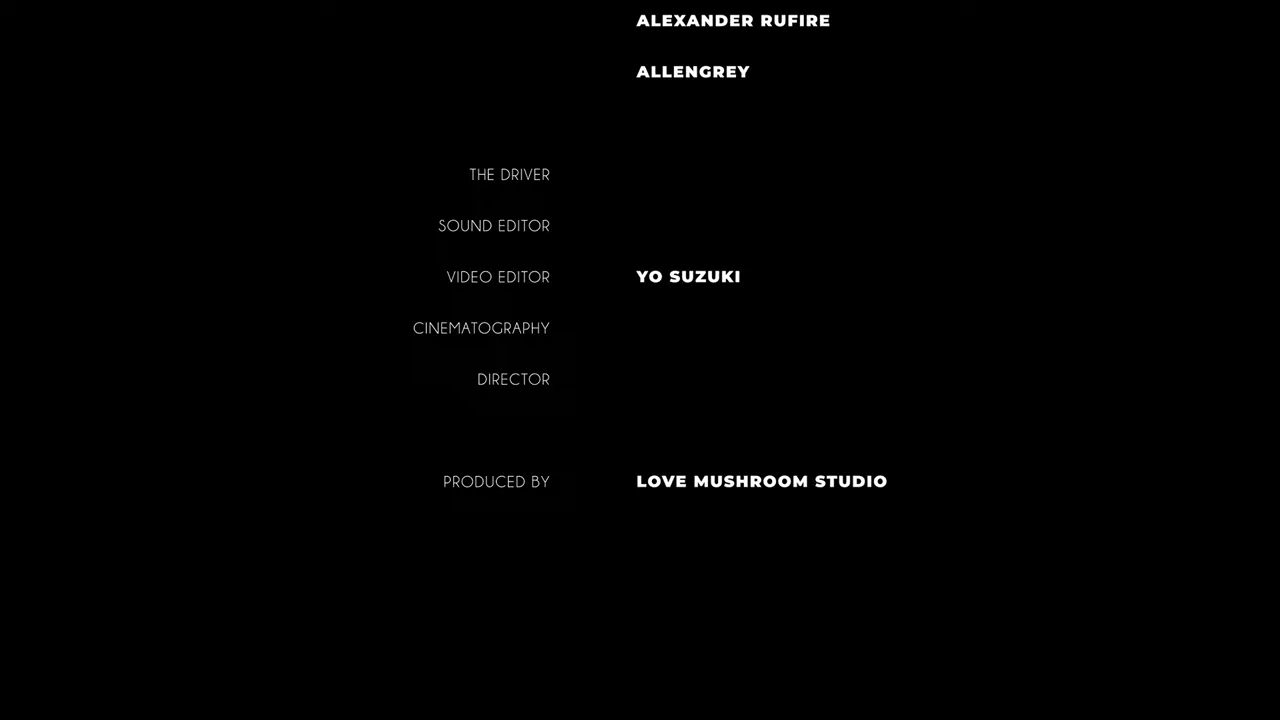 ALEXANDER RUFIRE
ALLENGREY
THE DRIVER
SOUND EDITOR
VIDEO EDITOR YO SUZUKI
CINEMATOGRAPHY
DIRECTOR
PRODUCED BY LOVE MUSHROOM STUDIO